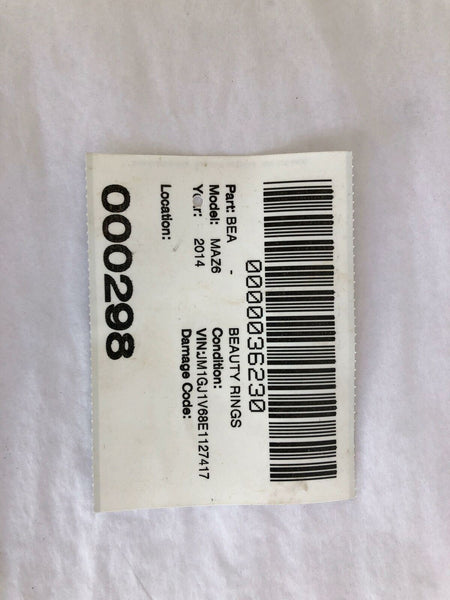 0000036230
Part: BEA - BEAUTY RINGS
Model: MAZ6 Condition:
Year: 2014 VIN:JM1GJ1V68E1127417
Damage Code:
Location:
000298